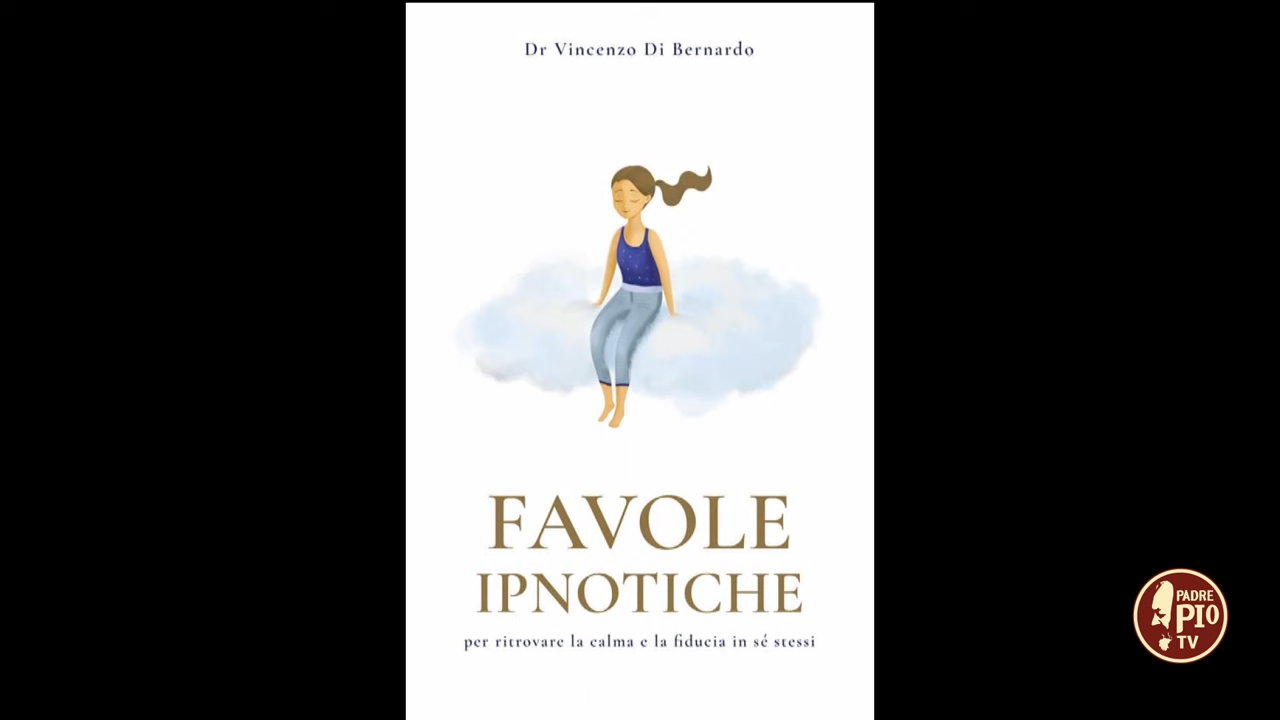 Dr Vincenzo Di Bernardo
FAVOLE
IPNOTICHE
per ritrovare la calma e la fiducia in sé stessi
PADRE
PIO
TV